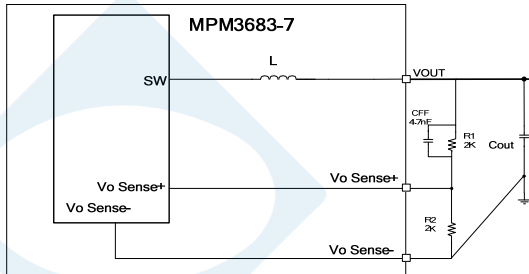 MPM3683-7
L
SW
VOUT
CFF
4.7nF
R1
2K
Cout
Vo Sense+
Vo Sense+
Vo Sense-
R2
2K
Vo Sense-